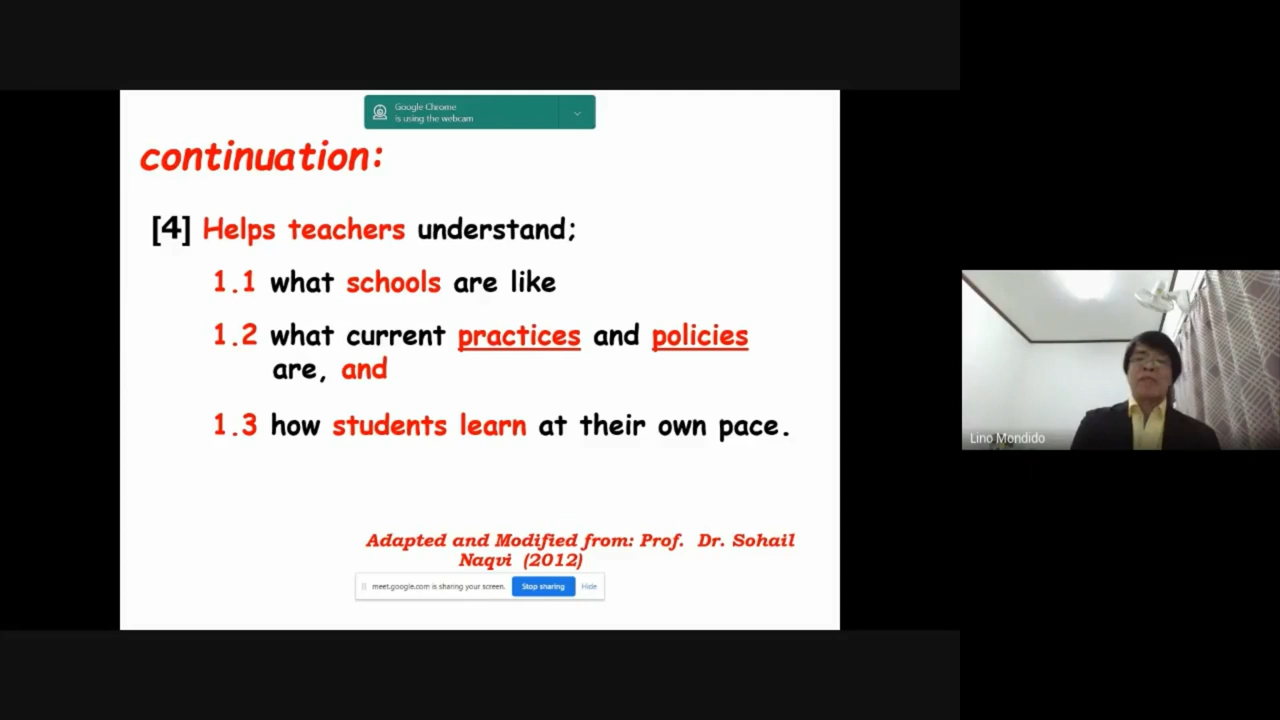 Google Chrome
is using the webcam
continuation:
[4] Helps teachers understand;
1.1 what schools are like
1.2 what current practices and policies
are, and
1.3 how students learn at their own pace.
Adapted and Modified from: Prof. Dr. Sohail
Naqvi (2012)
meet.google.com is sharing your screen. Stop sharing Hide
Lino Mondido